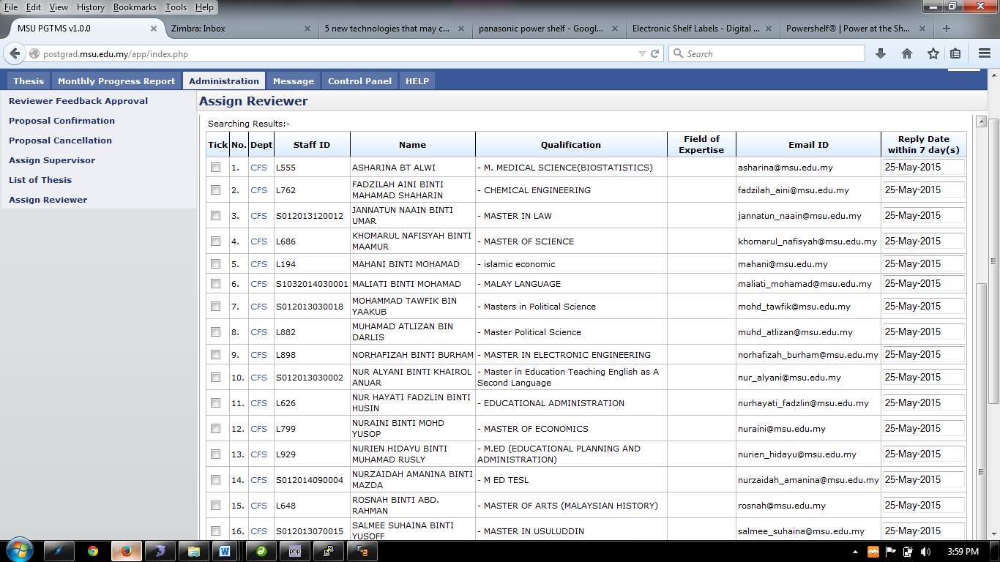 File Edit View History Bookmarks Tools Help
MSU PGTMS v1.0.0 Zimbra: Inbox 5 new technologies that may c... panasonic power shelf - Googl... Electronic Shelf Labels - Digital ... Powershelf® | Power at the Sh...
postgrad.msu.edu.my/app/index.php Search
Thesis Monthly Progress Report Administration Message Control Panel HELP
Reviewer Feedback Approval
Proposal Confirmation
Proposal Cancellation
Assign Supervisor
List of Thesis
Assign Reviewer
Assign Reviewer
Searching Results:-
Tick No. Dept Staff ID Name Qualification Field of Expertise Email ID Reply Date within 7 day(s)
1. CFS L555 ASHARINA BT ALWI - M. MEDICAL SCIENCE(BIOSTATISTICS) asharina@msu.edu.my 25-May-2015
2. CFS L762 FADZILAH AINI BINTI MAHAMAD SHAHARIN - CHEMICAL ENGINEERING fadzilah_aini@msu.edu.my 25-May-2015
3. CFS S012013120012 JANNATUN NAAIN BINTI UMAR - MASTER IN LAW jannatun_naain@msu.edu.my 25-May-2015
4. CFS L686 KHOMARUL NAFISYAH BINTI MAAMUR - MASTER OF SCIENCE khomarul_nafisyah@msu.edu.my 25-May-2015
5. CFS L194 MAHANI BINTI MOHAMAD - islamic economic mahani@msu.edu.my 25-May-2015
6. CFS S1032014030001 MALIATI BINTI MOHAMAD - MALAY LANGUAGE maliati_mohamad@msu.edu.my 25-May-2015
7. CFS S012013030018 MOHAMMAD TAWFIK BIN YAAKUB - Masters in Political Science mohd_tawfik@msu.edu.my 25-May-2015
8. CFS L882 MUHAMAD ATLIZAN BIN DARLIS - Master Political Science muhd_atlizan@msu.edu.my 25-May-2015
9. CFS L898 NORHAFIZAH BINTI BURHAM - MASTER IN ELECTRONIC ENGINEERING norhafizah_burham@msu.edu.my 25-May-2015
10. CFS S012013030002 NUR ALYANI BINTI KHAIROL ANUAR - Master in Education Teaching English as A Second Language nur_alyani@msu.edu.my 25-May-2015
11. CFS L626 NUR HAYATI FADZLIN BINTI HUSIN - EDUCATIONAL ADMINISTRATION nurhayati_fadzlin@msu.edu.my 25-May-2015
12. CFS L799 NURAINI BINTI MOHD YUSOP - MASTER OF ECONOMICS nuraini@msu.edu.my 25-May-2015
13. CFS L929 NURIEN HIDAYU BINTI MUHAMAD RUSLY - M.ED (EDUCATIONAL PLANNING AND ADMINISTRATION) nurien_hidayu@msu.edu.my 25-May-2015
14. CFS S012014090004 NURZAIDAH AMANINA BINTI MAZDA - M ED TESL nurzaidah_amanina@msu.edu.my 25-May-2015
15. CFS L648 ROSNAH BINTI ABD. RAHMAN - MASTER OF ARTS (MALAYSIAN HISTORY) rosnah@msu.edu.my 25-May-2015
16. CFS S012013070015 SALMEE SUHAINA BINTI YUSOFF - MASTER IN USULUDDIN salmee_suhaina@msu.edu.my 25-May-2015
php 3:59 PM